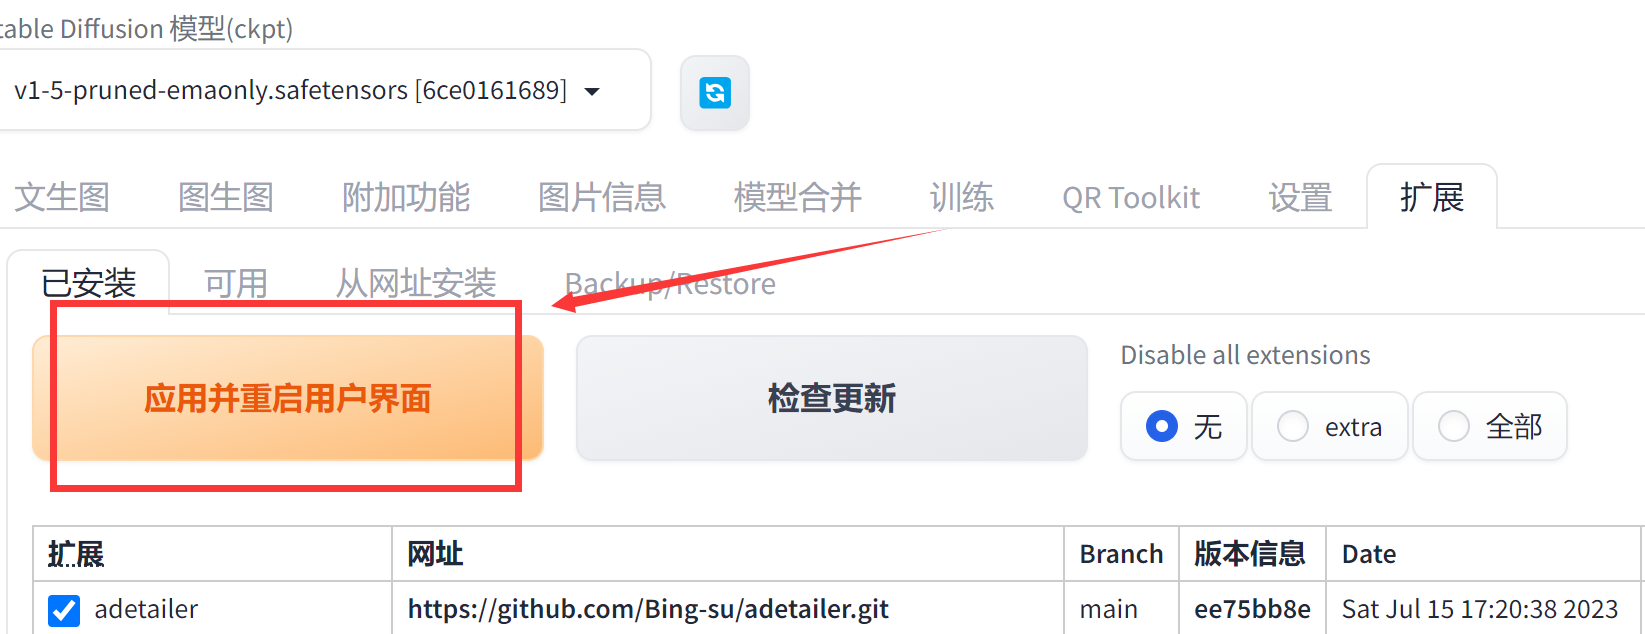 table Diffusion 模型(ckpt)
v1-5-pruned-emaonly.safetensors [6ce0161689]
文生图 图生图 附加功能 图片信息 模型合并 训练 QR Toolkit 设置 扩展
已安装 可用 从网址安装 Backup/Restore
Disable all extensions
应用并重启用户界面 检查更新 无 extra 全部
扩展 网址 Branch 版本信息 Date
adetailer https://github.com/Bing-su/adetailer.git main ee75bb8e Sat Jul 15 17:20:38 2023